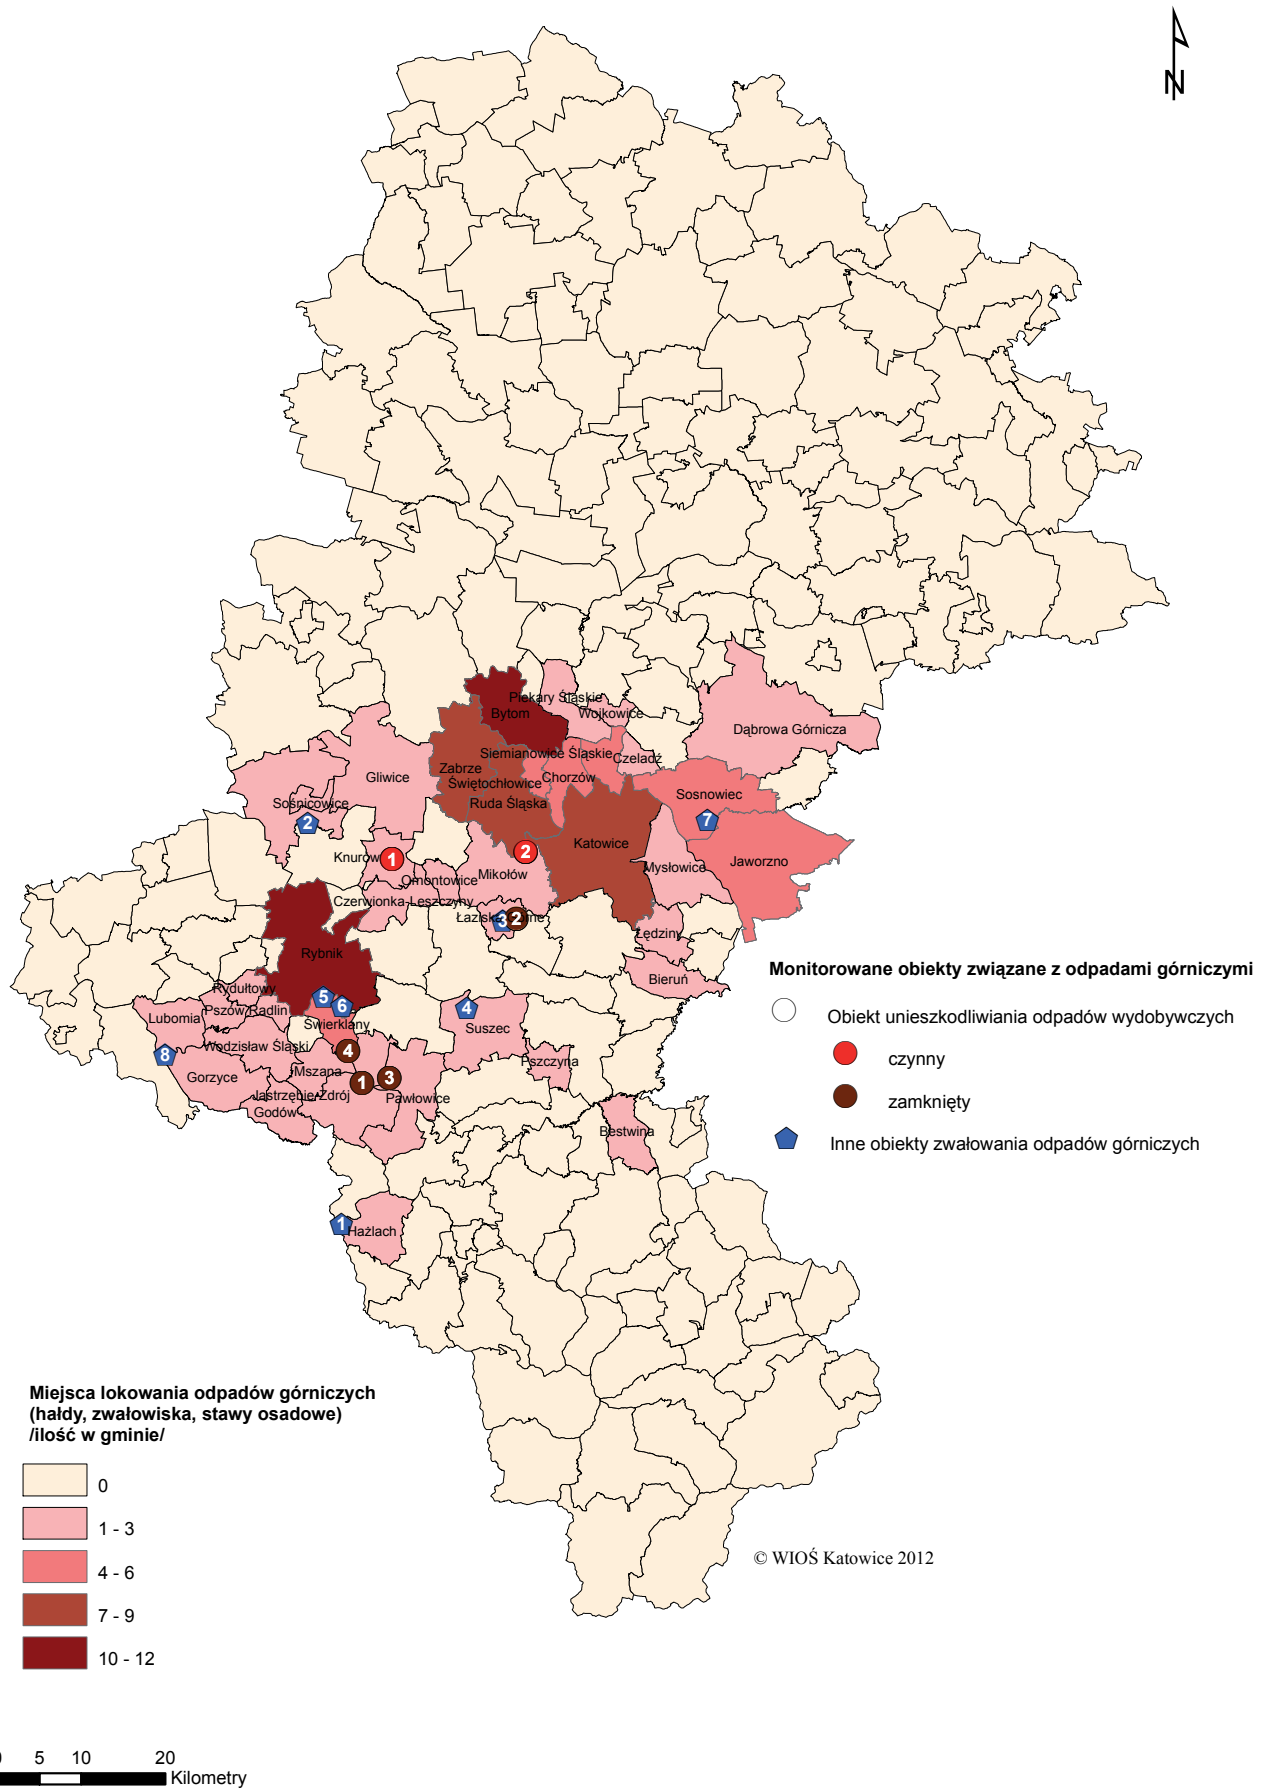 N
Piekary Śląskie
Bytom
Wojkowice
Dąbrowa Górnicza
Siemianowice Śląskie
Czeladź
Zabrze
Gliwice
Chorzów
Świętochłowice
Sosnowiec
Sośnicowice
Ruda Śląska
2
7
Katowice
Knurów
1
2
Jaworzno
Mysłowice
Mikołów
Ornontowice
Czerwionka-Leszczyny
Łaziska Górne
3
2
Lędziny
Rybnik
Bieruń
Rydułtowy
5
6
4
Pszów
Radlin
Lubomia
Świerklany
Suszec
Wodzisław Śląski
4
8
Pszczyna
Mszana
Gorzyce
1
3
Jastrzębie-Zdrój
Pawłowice
Godów
Bestwina
1
Hażlach
Monitorowane obiekty związane z odpadami górniczymi
Obiekt unieszkodliwiania odpadów wydobywczych
czynny
zamknięty
Inne obiekty zwałowania odpadów górniczych
Miejsca lokowania odpadów górniczych
(hałdy, zwałowiska, stawy osadowe)
/ilość w gminie/
0
1 - 3
4 - 6
7 - 9
10 - 12
© WIOŚ Katowice 2012
0 5 10 20
Kilometry